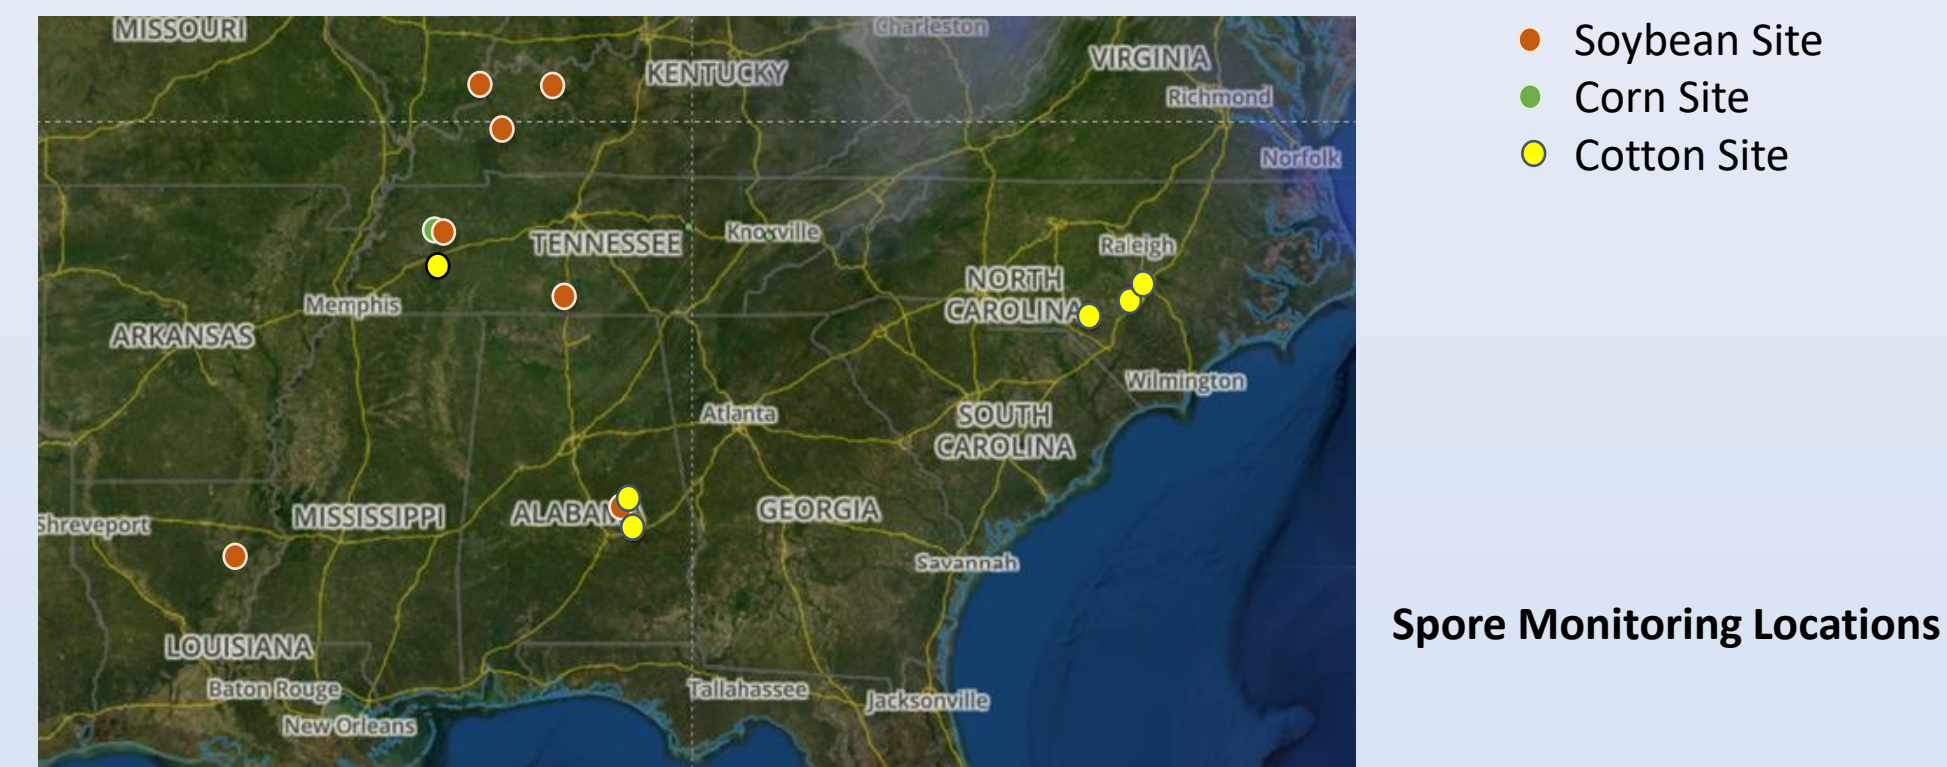 MISSOURI
Charleston
VIRGINIA
KENTUCKY
Richmond
Norfolk
TENNESSEE
Knoxville
Raleigh
NORTH
CAROLINA
Memphis
ARKANSAS
Wilmington
Atlanta
SOUTH
CAROLINA
MISSISSIPPI
ALABAMA
GEORGIA
Shreveport
Savannah
LOUISIANA
Baton Rouge
Tallahassee
Jacksonville
New Orleans
Soybean Site
Corn Site
Cotton Site
Spore Monitoring Locations